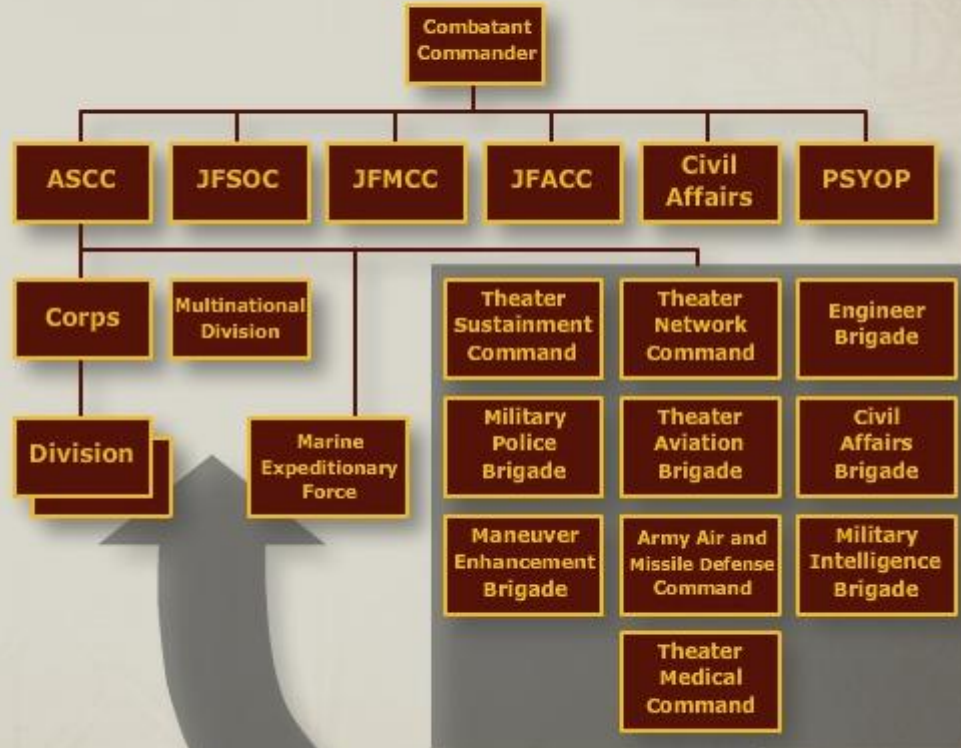 Combatant
Commander
ASCC
JFSOC
JFMCC
JFACC
Civil
Affairs
PSYOP
Corps
Multinational
Division
Theater
Sustainment
Command
Theater
Network
Command
Engineer
Brigade
Division
Marine
Expeditionary
Force
Military
Police
Brigade
Theater
Aviation
Brigade
Civil
Affairs
Brigade
Maneuver
Enhancement
Brigade
Army Air and
Missile Defense
Command
Military
Intelligence
Brigade
Theater
Medical
Command